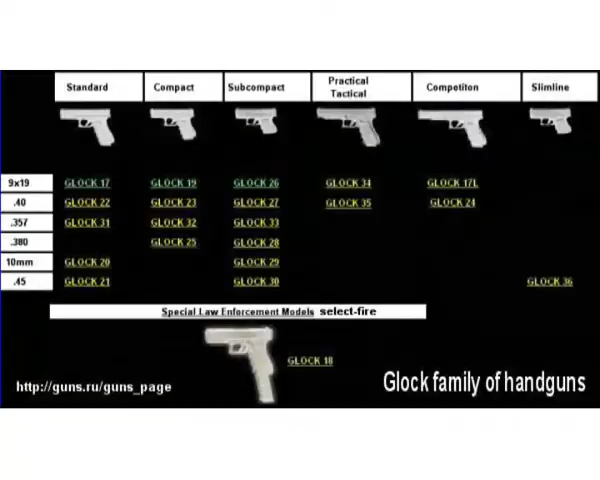 Standard Compact Subcompact Practical Tactical Competiton Slimline
9x19 GLOCK 17 GLOCK 19 GLOCK 26 GLOCK 34 GLOCK 17L
.40 GLOCK 22 GLOCK 23 GLOCK 27 GLOCK 35 GLOCK 24
.357 GLOCK 31 GLOCK 32 GLOCK 33
.380 GLOCK 25 GLOCK 28
10mm GLOCK 20 GLOCK 29
.45 GLOCK 21 GLOCK 30 GLOCK 36
Special Law Enforcement Models select-fire
GLOCK 18
http://guns.ru/guns_page Glock family of handguns